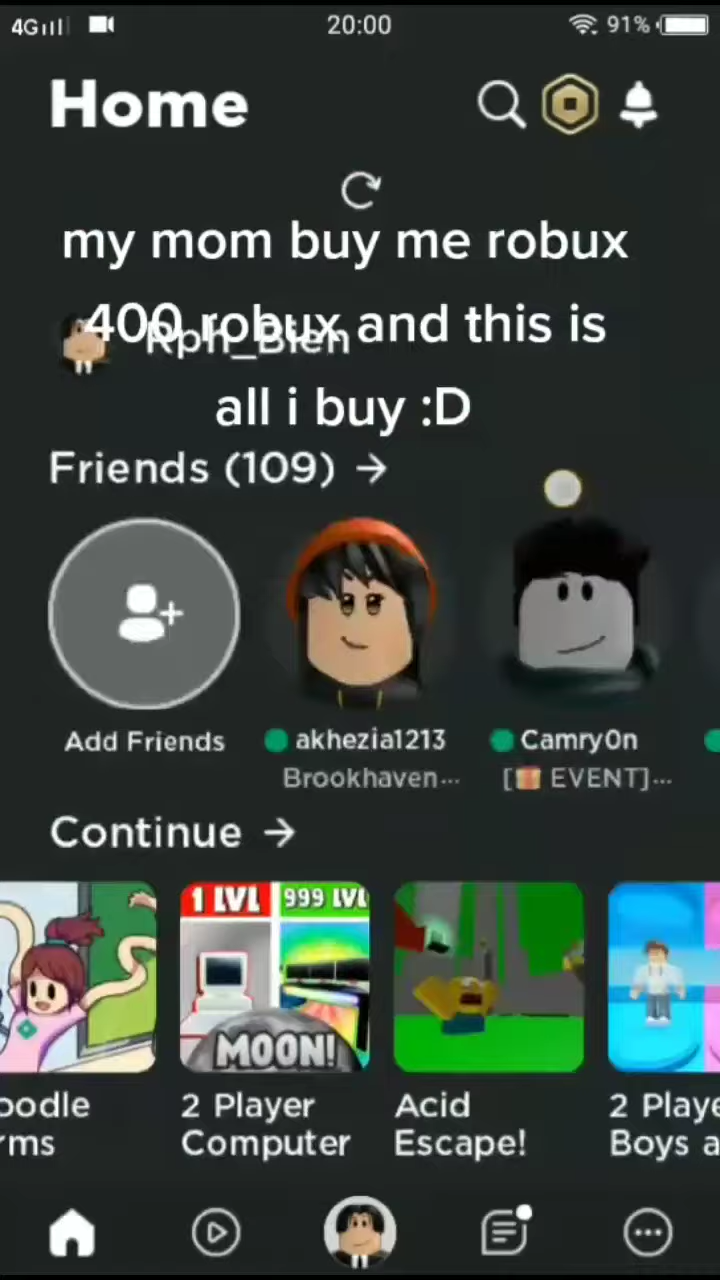 4G
20:00
91%
Home
my mom buy me robux
400 robux and this is
Rph_Bien
all i buy :D
Friends (109) →
Add Friends
akhezia1213
Camry0n
Brookhaven...
[🎁 EVENT]...
Continue →
1 LVL
999 LVL
MOON!
oodle
rms
2 Player
Computer
Acid
Escape!
2 Playe
Boys a